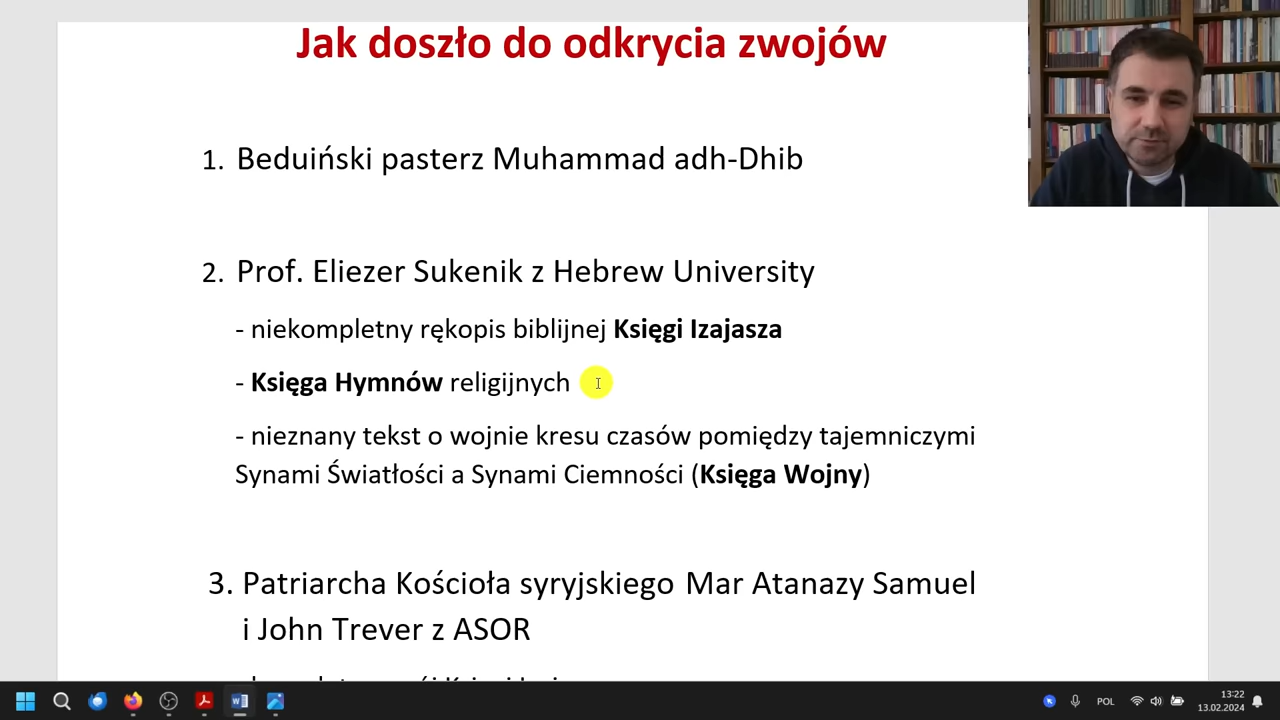 Jak doszło do odkrycia zwojów
1. Beduiński pasterz Muhammad adh-Dhib
2. Prof. Eliezer Sukenik z Hebrew University
- niekompletny rękopis biblijnej Księgi Izajasza
- Księga Hymnów religijnych
- nieznany tekst o wojnie kresu czasów pomiędzy tajemniczymi
Synami Światłości a Synami Ciemności (Księga Wojny)
3. Patriarcha Kościoła syryjskiego Mar Atanazy Samuel
i John Trever z ASOR
POL
13:22
13.02.2024